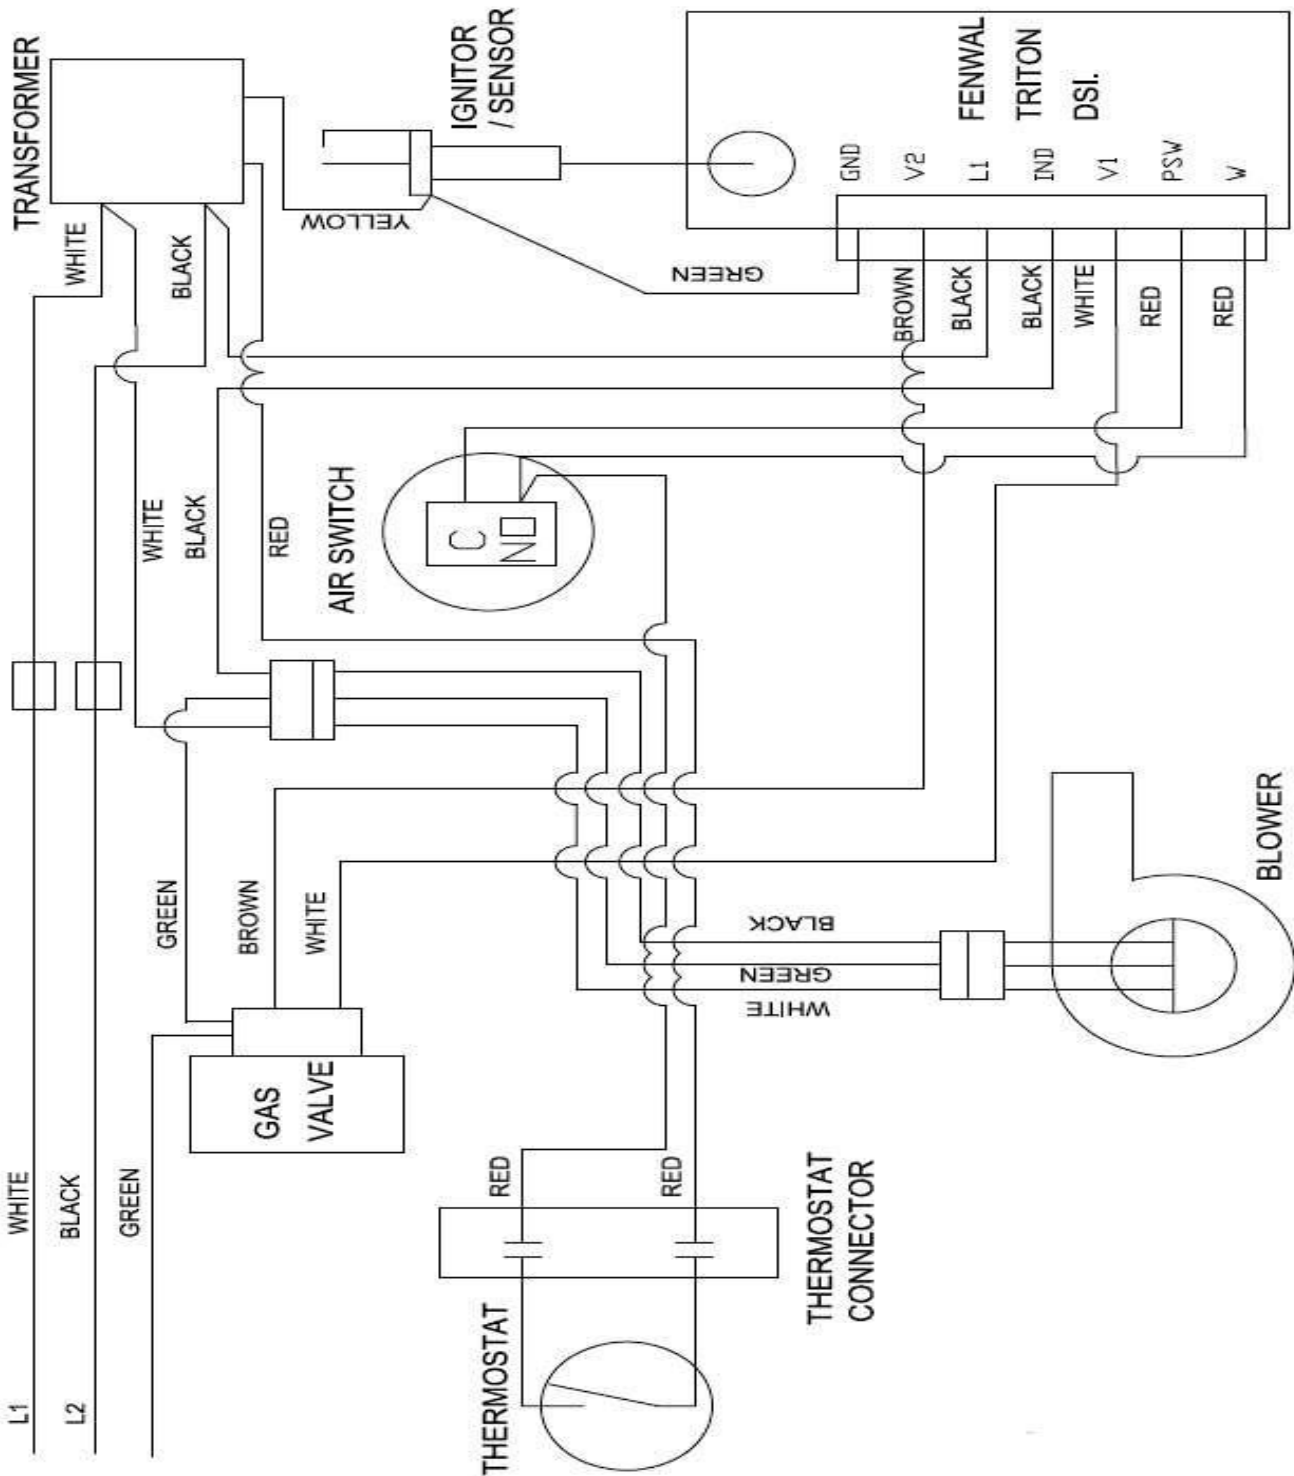 TRANSFORMER
IGNITOR
/ SENSOR
FENWAL
TRITON
DSI.
GND
V2
L1
IND
V1
PSW
W
WHITE
BLACK
YELLOW
GREEN
BROWN
BLACK
BLACK
WHITE
RED
RED
WHITE
BLACK
RED
AIR SWITCH
C
NO
GREEN
BROWN
WHITE
BLACK
GREEN
WHITE
BLOWER
GAS
VALVE
WHITE
BLACK
GREEN
RED
RED
THERMOSTAT
CONNECTOR
L1
L2
THERMOSTAT